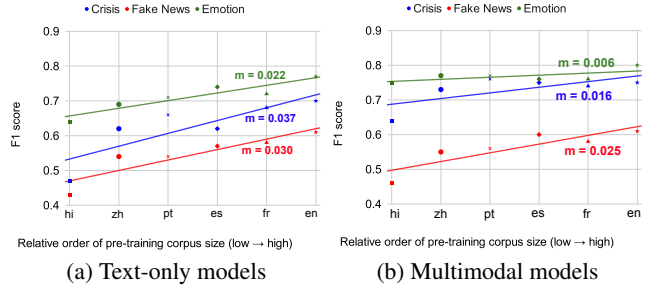 Crisis Fake News Emotion
0.9
0.8
0.7
0.6
0.5
0.4
F1 score
m = 0.022
m = 0.037
m = 0.030
hi zh pt es fr en
Relative order of pre-training corpus size (low → high)
(a) Text-only models
Crisis Fake News Emotion
0.9
0.8
0.7
0.6
0.5
0.4
F1 score
m = 0.006
m = 0.016
m = 0.025
hi zh pt es fr en
Relative order of pre-training corpus size (low → high)
(b) Multimodal models